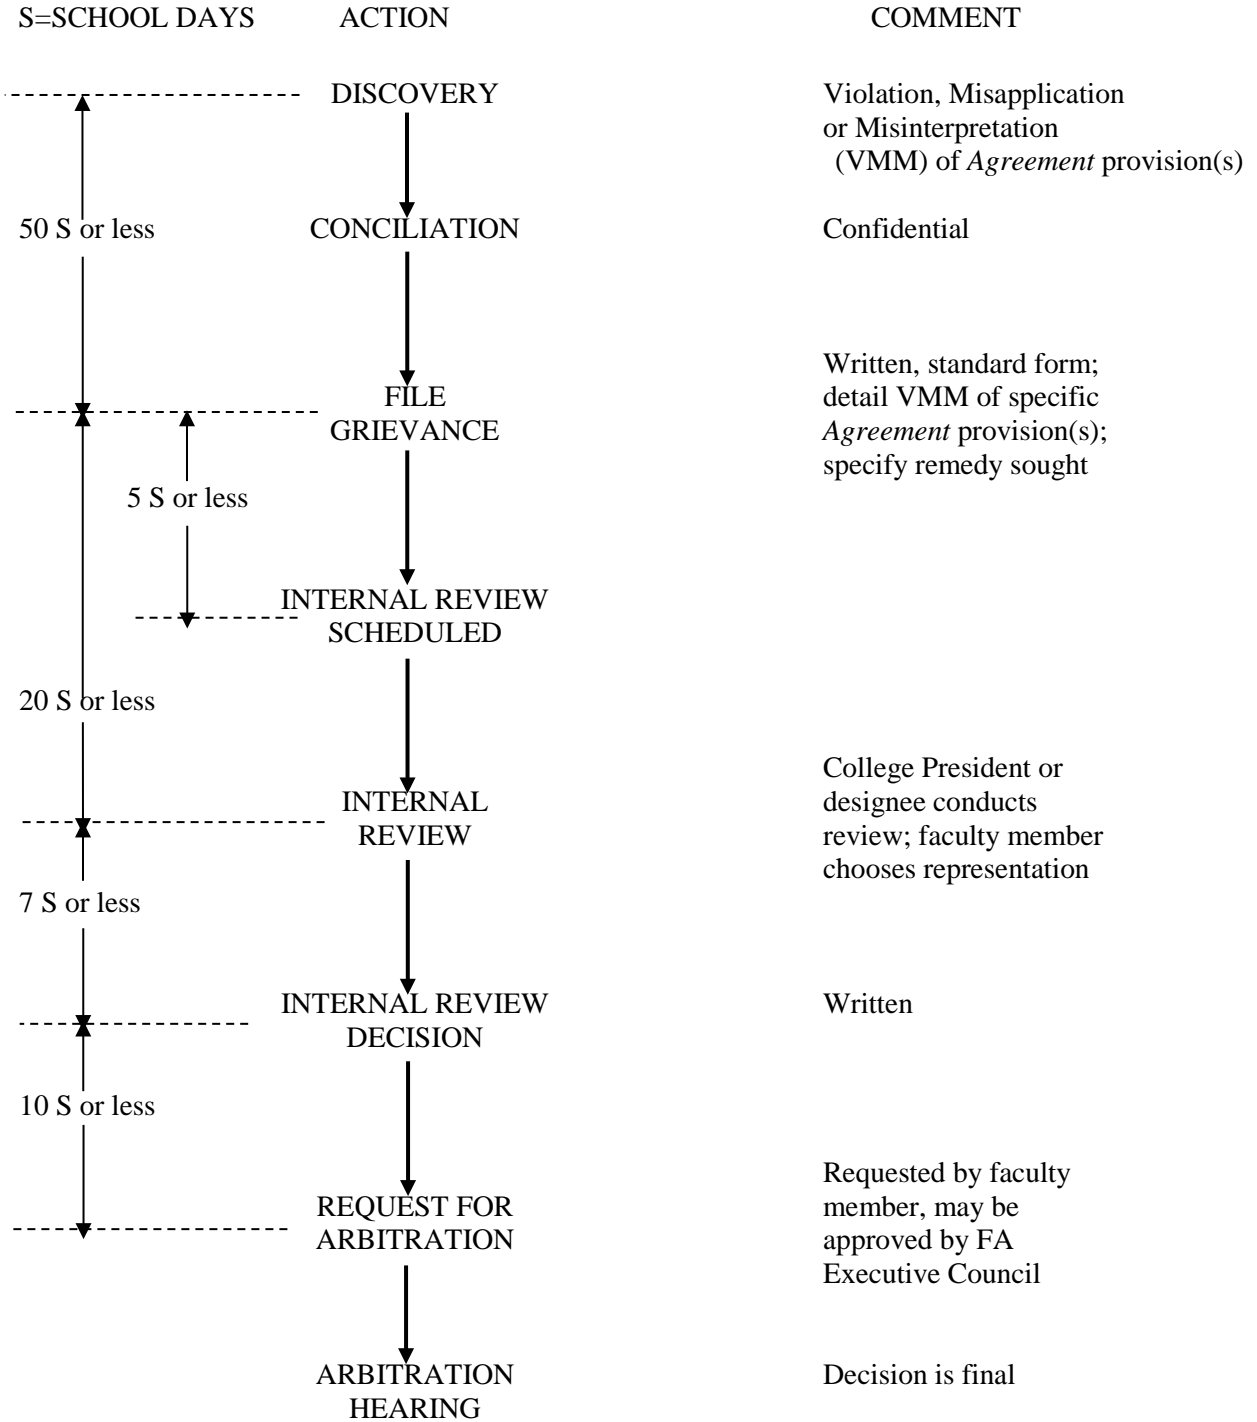 S=SCHOOL DAYS ACTION COMMENT
DISCOVERY
Violation, Misapplication
or Misinterpretation
(VMM) of Agreement provision(s)
50 S or less
CONCILIATION
Confidential
FILE
GRIEVANCE
Written, standard form;
detail VMM of specific
Agreement provision(s);
specify remedy sought
5 S or less
INTERNAL REVIEW
SCHEDULED
20 S or less
INTERNAL
REVIEW
College President or
designee conducts
review; faculty member
chooses representation
7 S or less
INTERNAL REVIEW
DECISION
Written
10 S or less
REQUEST FOR
ARBITRATION
Requested by faculty
member, may be
approved by FA
Executive Council
ARBITRATION
HEARING
Decision is final